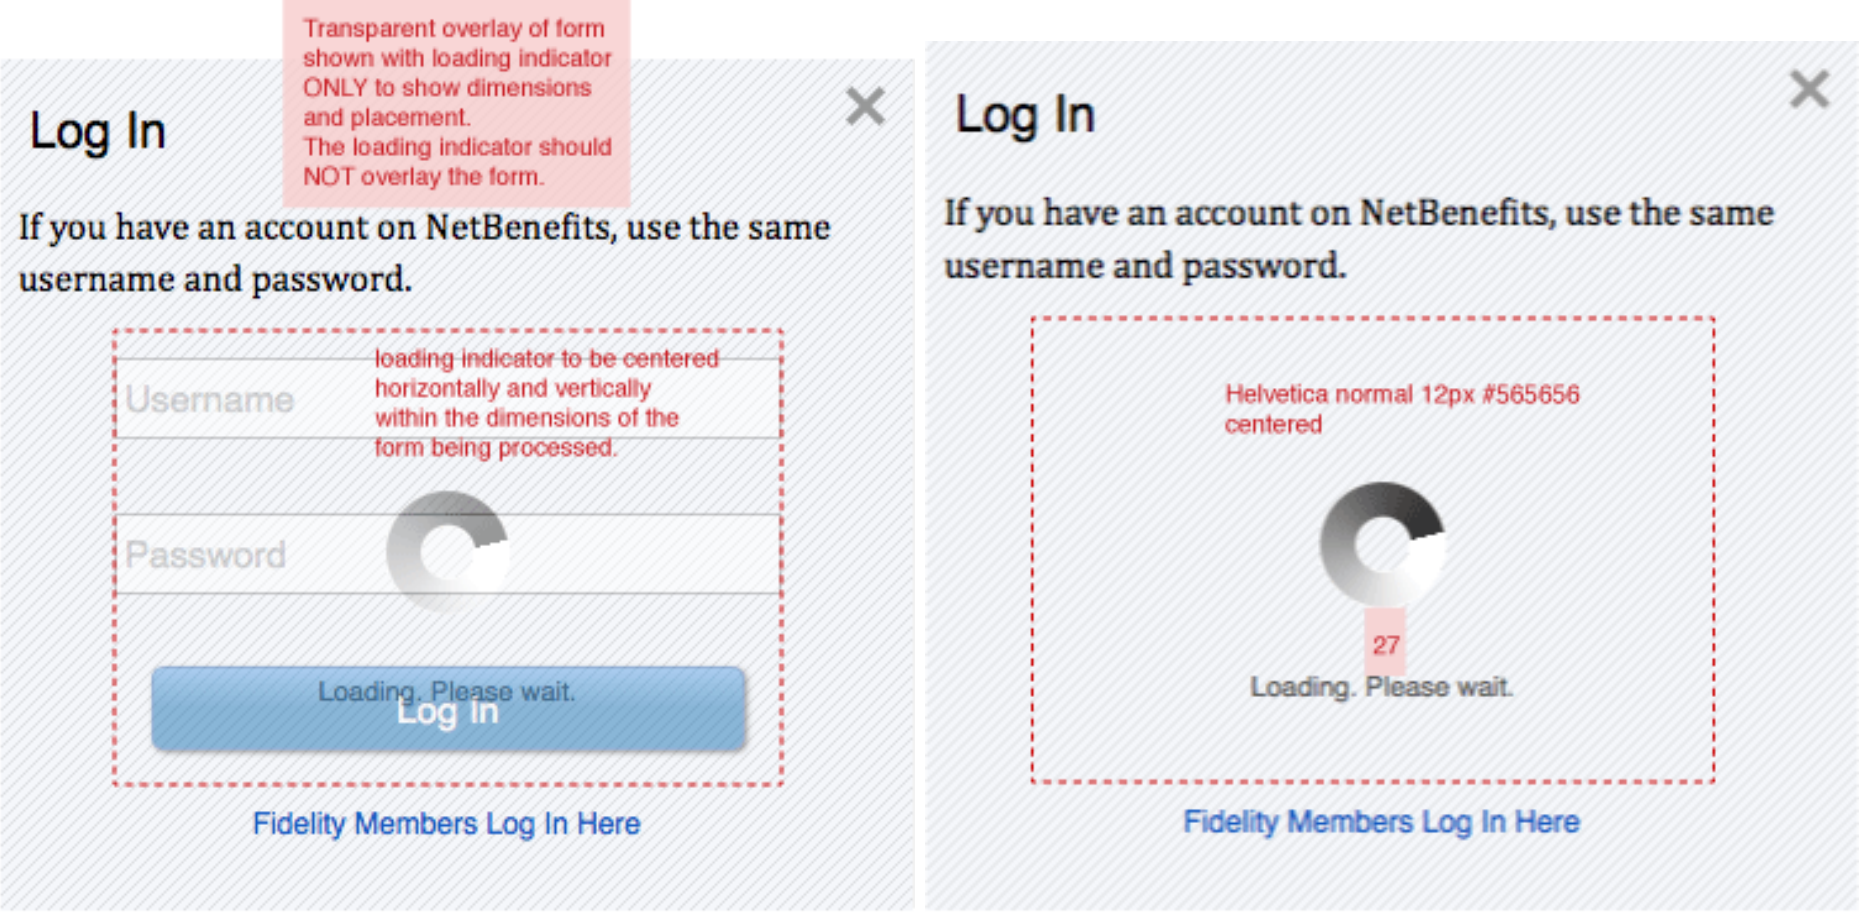 Transparent overlay of form
shown with loading indicator
ONLY to show dimensions
and placement.
The loading indicator should
NOT overlay the form.
Log In
If you have an account on NetBenefits, use the same
username and password.
loading indicator to be centered
horizontally and vertically
within the dimensions of the
form being processed.
Username
Password
Loading. Please wait.
Log In
Fidelity Members Log In Here
Log In
If you have an account on NetBenefits, use the same
username and password.
Helvetica normal 12px #565656
centered
27
Loading. Please wait.
Fidelity Members Log In Here